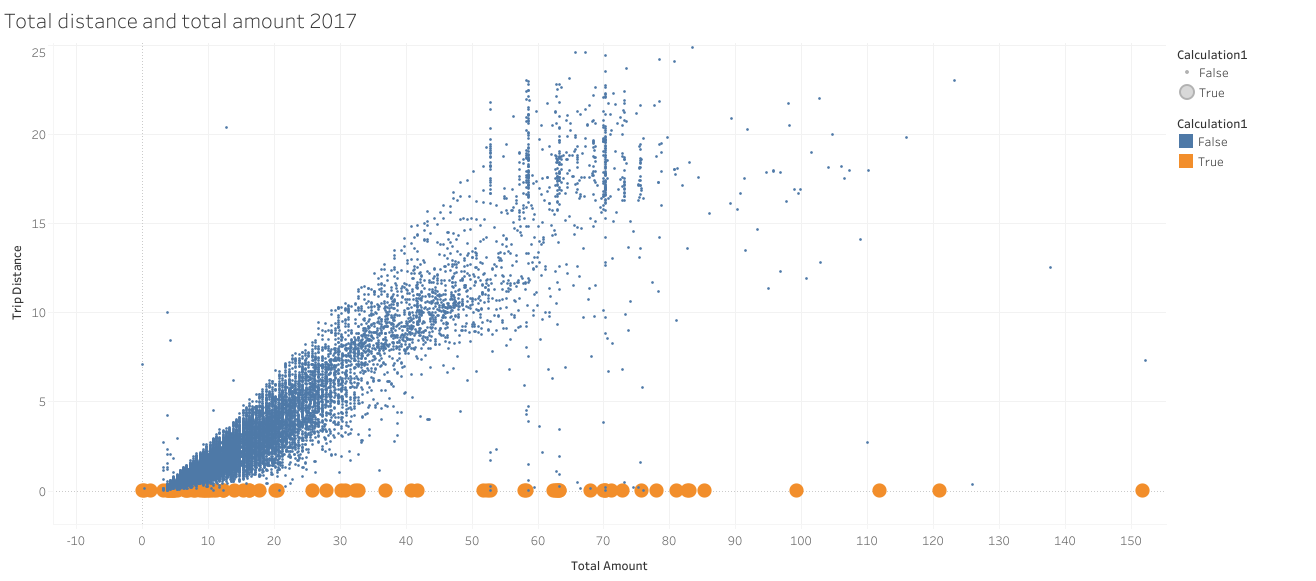 Total distance and total amount 2017
Calculation1
False
True
Calculation1
False
True
Trip Distance
25
20
15
10
5
0
-10 0 10 20 30 40 50 60 70 80 90 100 110 120 130 140 150
Total Amount